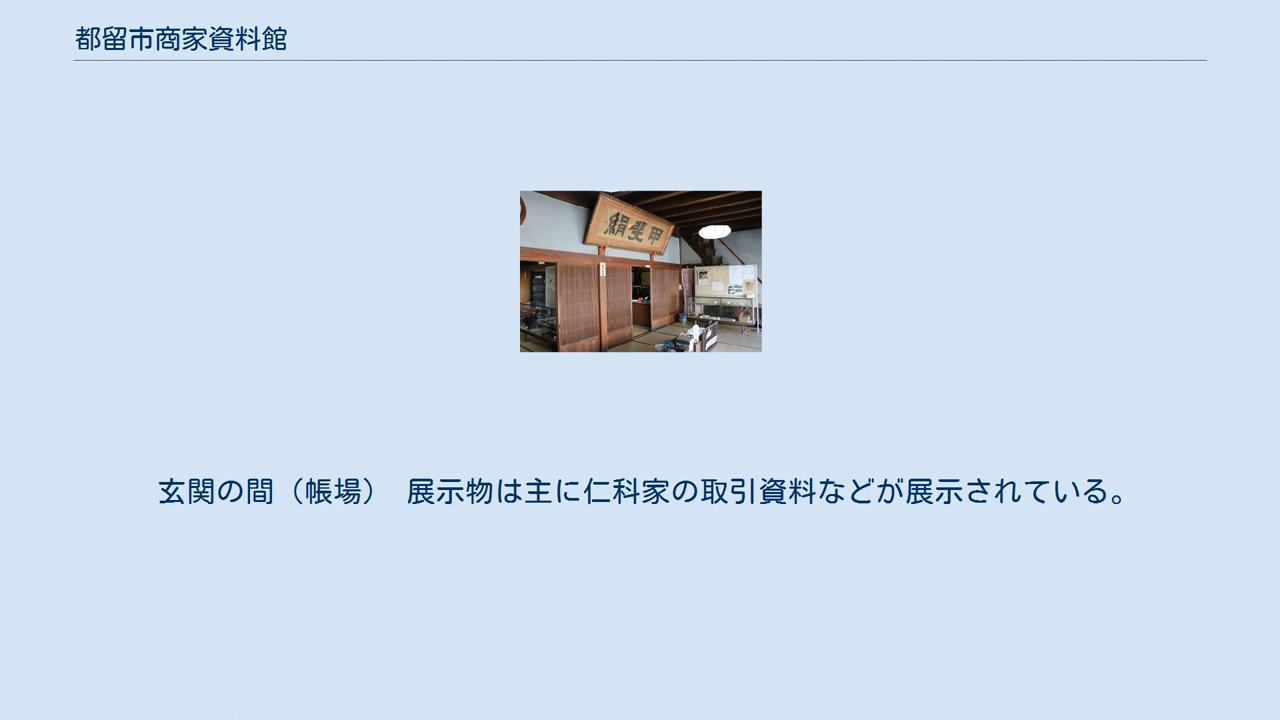 都留市商家資料館
絹斐甲
玄関の間（帳場）　展示物は主に仁科家の取引資料などが展示されている。